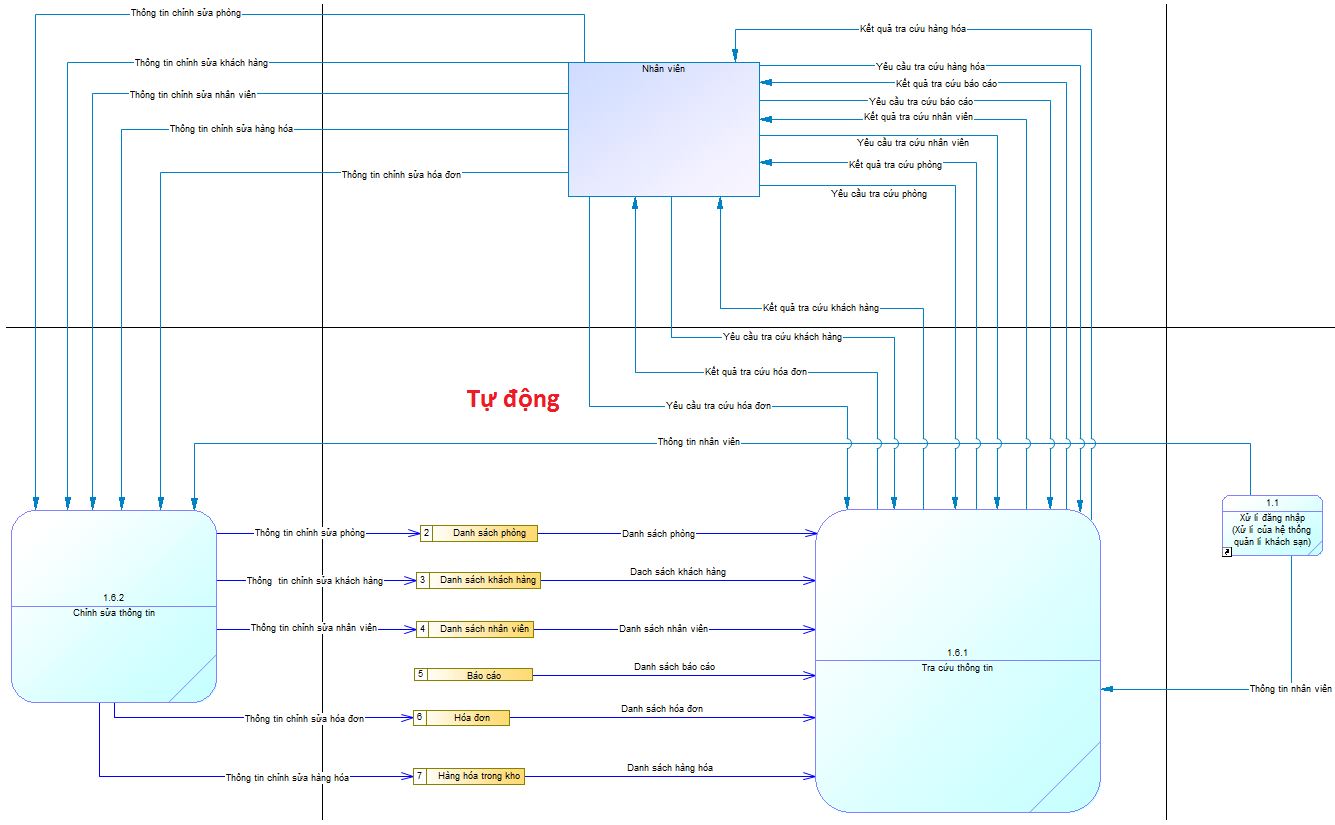 Thông tin chỉnh sửa phòng
Kết quả tra cứu hàng hóa
Thông tin chỉnh sửa khách hàng
Nhân viên
Yêu cầu tra cứu hàng hóa
Kết quả tra cứu báo cáo
Thông tin chỉnh sửa nhân viên
Yêu cầu tra cứu báo cáo
Kết quả tra cứu nhân viên
Thông tin chỉnh sửa hàng hóa
Yêu cầu tra cứu nhân viên
Kết quả tra cứu phòng
Thông tin chỉnh sửa hóa đơn
Yêu cầu tra cứu phòng
Kết quả tra cứu khách hàng
Yêu cầu tra cứu khách hàng
Kết quả tra cứu hóa đơn
Tự động
Yêu cầu tra cứu hóa đơn
Thông tin nhân viên
1.1
Xử lí đăng nhập
(Xử lí của hệ thống
quản lí khách sạn)
Thông tin chỉnh sửa phòng
2 Danh sách phòng
Danh sách phòng
Thông tin chỉnh sửa khách hàng
3 Danh sách khách hàng
Dach sách khách hàng
1.6.2
Chỉnh sửa thông tin
Thông tin chỉnh sửa nhân viên
4 Danh sách nhân viên
Danh sách nhân viên
1.6.1
Tra cứu thông tin
5 Báo cáo
Danh sách báo cáo
Thông tin nhân viên
Thông tin chỉnh sửa hóa đơn
6 Hóa đơn
Danh sách hóa đơn
Thông tin chỉnh sửa hàng hóa
7 Hàng hóa trong kho
Danh sách hàng hóa